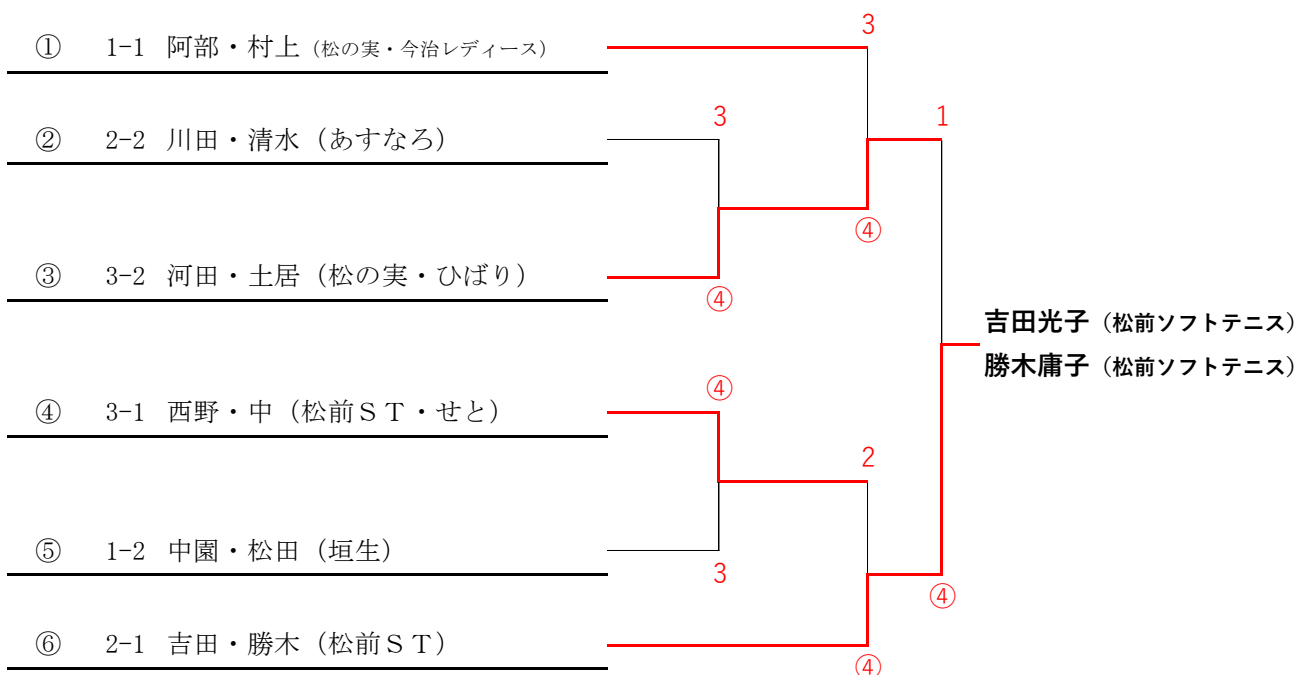 3
① 1-1 阿部・村上（松の実・今治レディース）
3
1
② 2-2 川田・清水（あすなろ）
④
③ 3-2 河田・土居（松の実・ひばり）
④
吉田光子（松前ソフトテニス）
勝木庸子（松前ソフトテニス）
④
④ 3-1 西野・中（松前ＳＴ・せと）
2
⑤ 1-2 中園・松田（垣生）
3
④
⑥ 2-1 吉田・勝木（松前ＳＴ）
④